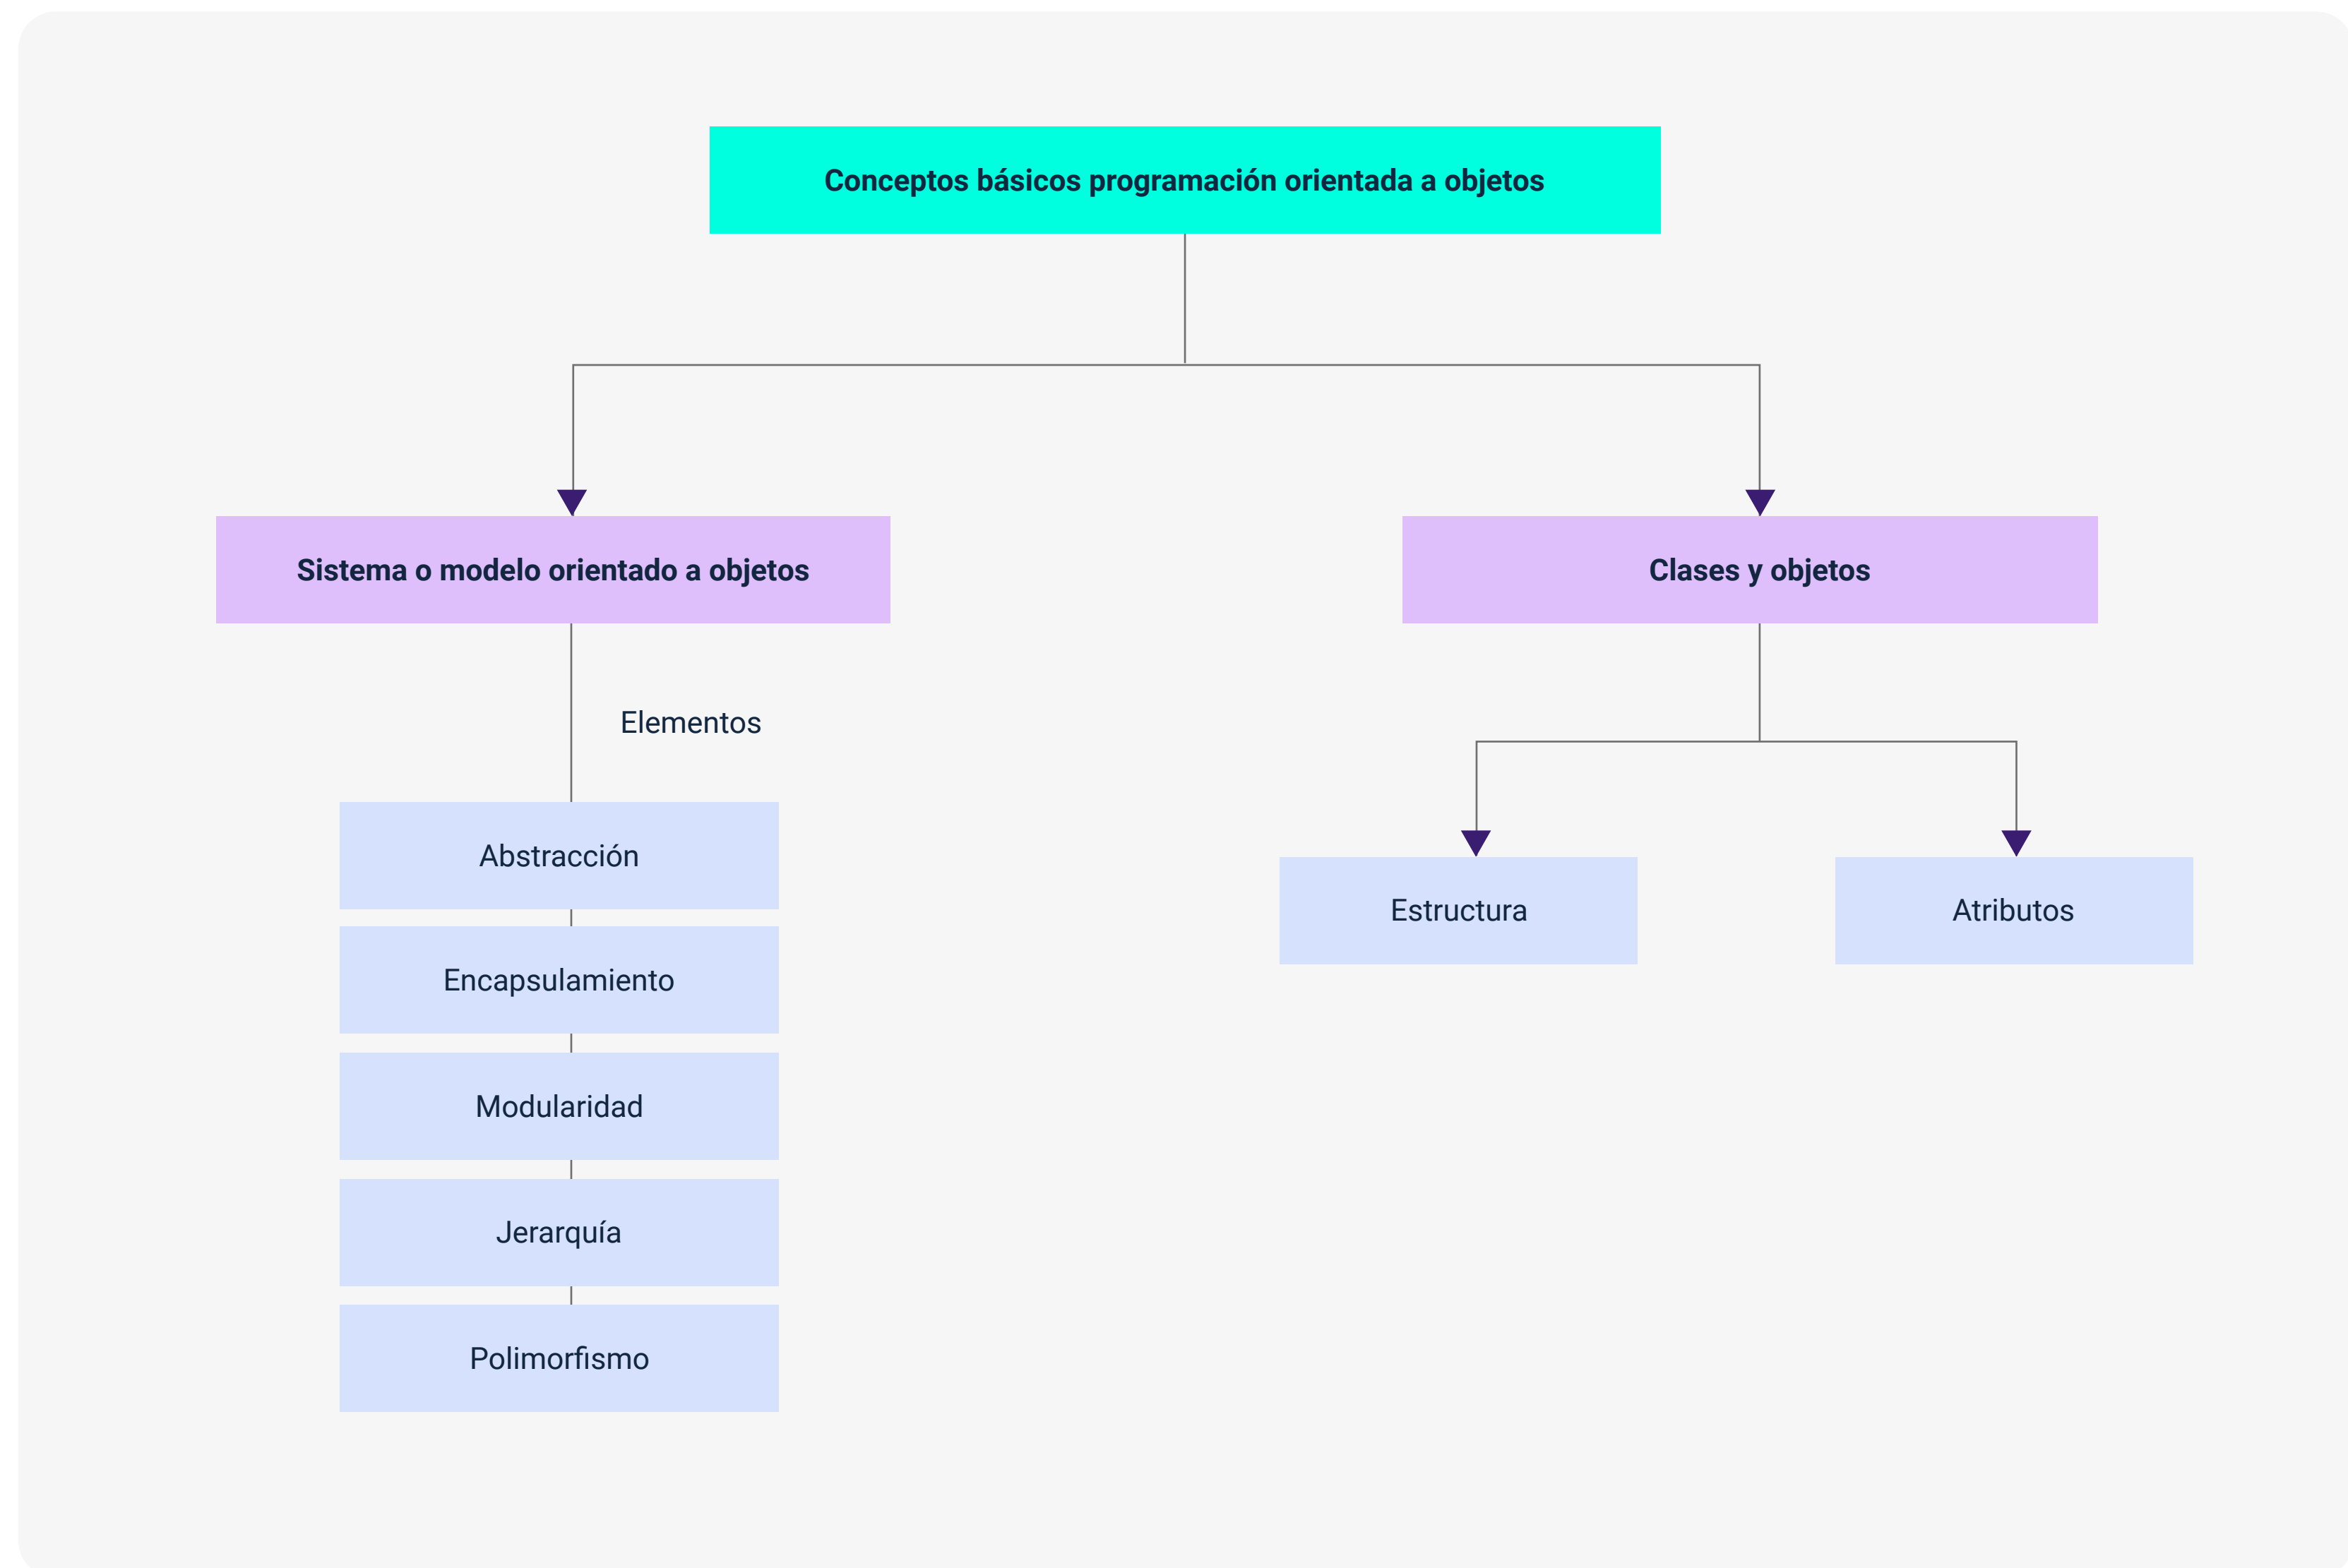 Conceptos básicos programación orientada a objetos
Sistema o modelo orientado a objetos
Clases y objetos
Elementos
Abstracción
Encapsulamiento
Modularidad
Jerarquía
Polimorfismo
Estructura
Atributos